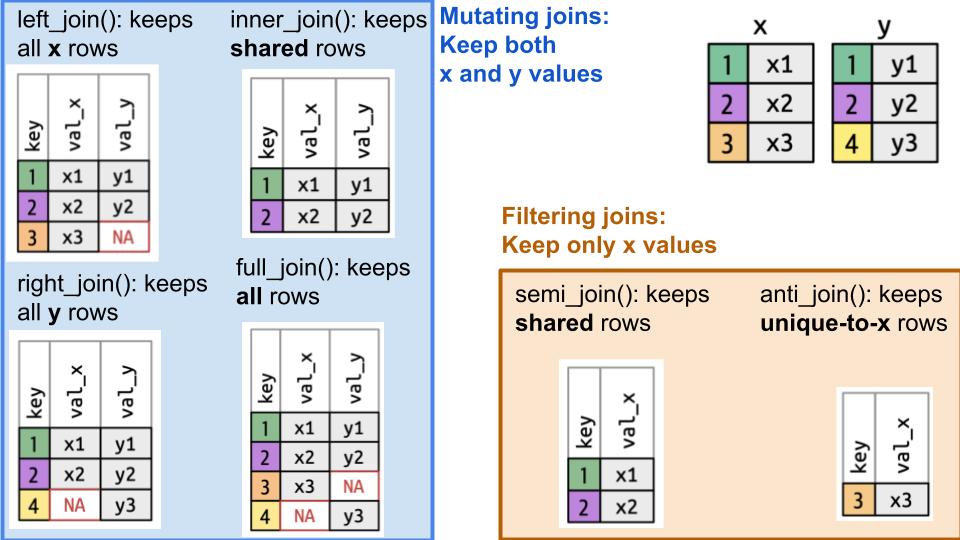 left_join(): keeps
all x rows
key val_x val_y
1 x1 y1
2 x2 y2
3 x3 NA
inner_join(): keeps
shared rows
key val_x val_y
1 x1 y1
2 x2 y2
right_join(): keeps
all y rows
key val_x val_y
1 x1 y1
2 x2 y2
4 NA y3
full_join(): keeps
all rows
key val_x val_y
1 x1 y1
2 x2 y2
3 x3 NA
4 NA y3
Mutating joins:
Keep both
x and y values
x y
1 x1 1 y1
2 x2 2 y2
3 x3 4 y3
Filtering joins:
Keep only x values
semi_join(): keeps
shared rows
key val_x
1 x1
2 x2
anti_join(): keeps
unique-to-x rows
key val_x
3 x3